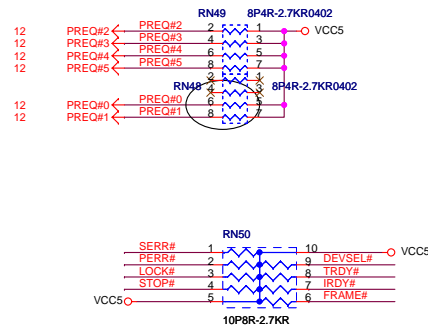 RN49 8P4R-2.7KR0402
12 PREQ#2 PREQ#2 2 1 VCC5
12 PREQ#3 PREQ#3 4 3
12 PREQ#4 PREQ#4 6 5
12 PREQ#5 PREQ#5 8 7
2 1
RN48 4 3 8P4R-2.7KR0402
12 PREQ#0 PREQ#0 6 5
12 PREQ#1 PREQ#1 8 7
RN50
SERR# 1 10 VCC5
PERR# 2 9 DEVSEL#
LOCK# 3 8 TRDY#
STOP# 4 7 IRDY#
VCC5 5 6 FRAME#
10P8R-2.7KR